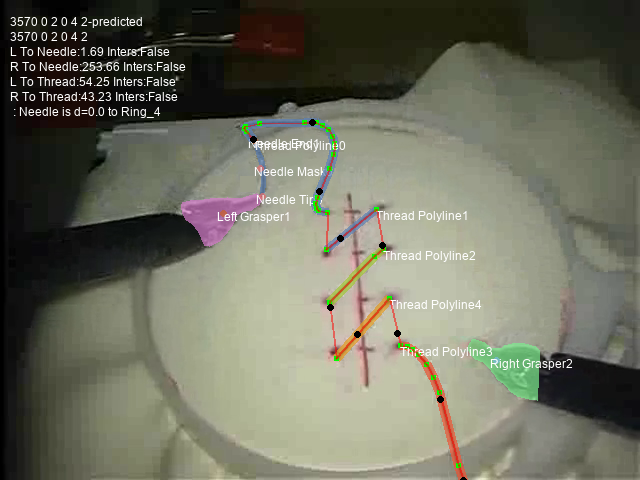 3570 0 2 0 4 2-predicted
3570 0 2 0 4 2
L To Needle:1.69 Inters:False
R To Needle:253.66 Inters:False
L To Thread:54.25 Inters:False
R To Thread:43.23 Inters:False
: Needle is d=0.0 to Ring_4
Needle End1
Thread Polyline0
Needle Mask
Needle Tip
Left Grasper1
Thread Polyline1
Thread Polyline2
Thread Polyline4
Thread Polyline3
Right Grasper2